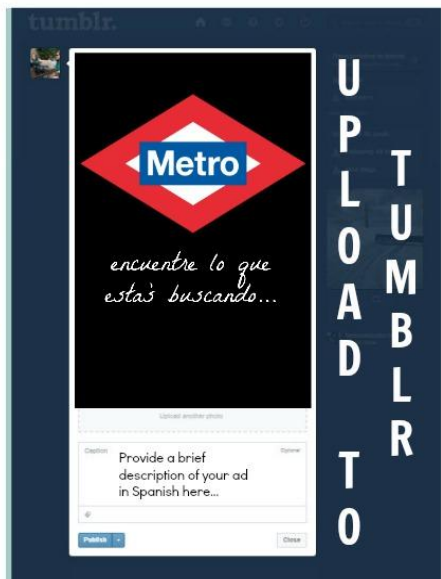 tumblr.
Metro
encuentre lo que
estás buscando...
Upload another photo
Caption
Provide a brief
description of your ad
in Spanish here...
Publish
Close
UPLOAD TO
TUMBLR